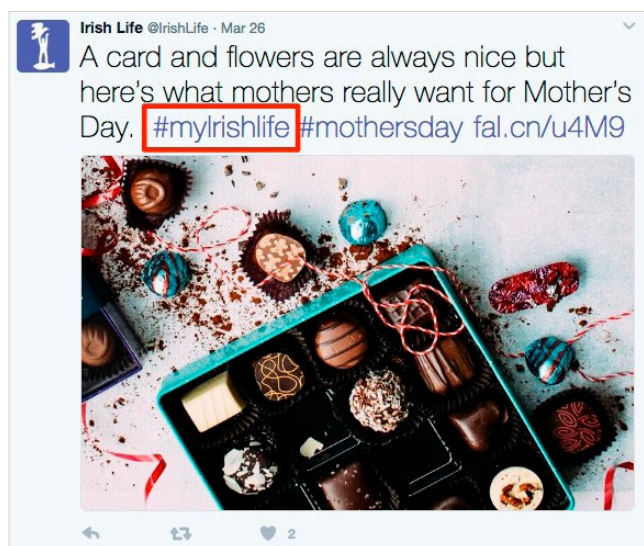 Irish Life @IrishLife · Mar 26
A card and flowers are always nice but
here's what mothers really want for Mother's
Day. #myIrishlife #mothersday fal.cn/u4M9
2